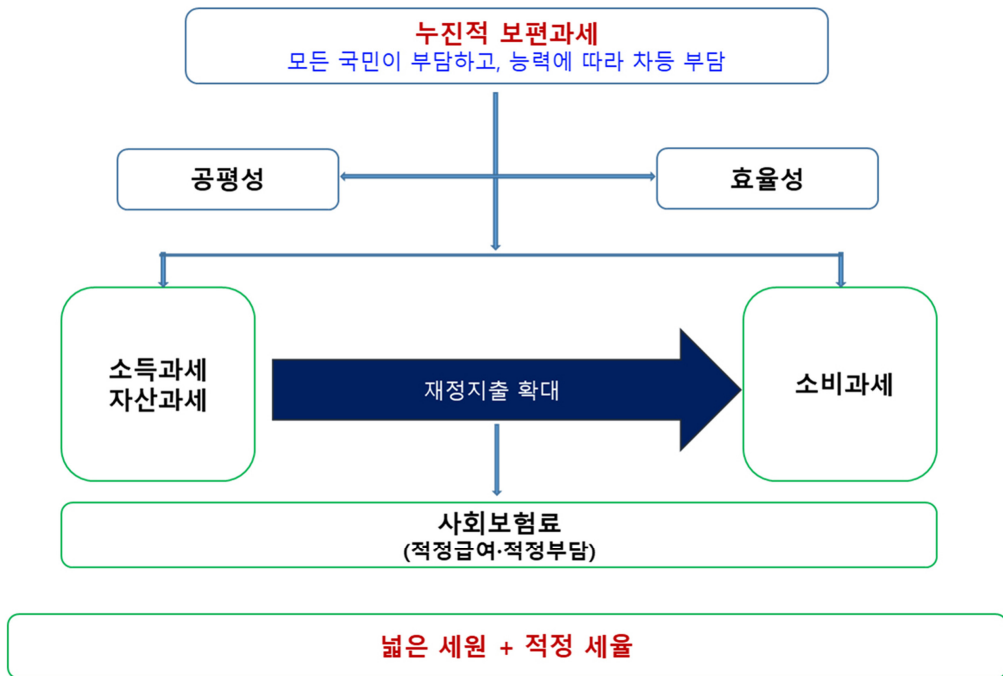 누진적 보편과세
모든 국민이 부담하고, 능력에 따라 차등 부담
공평성
효율성
소득과세
자산과세
재정지출 확대
소비과세
사회보험료
(적정급여·적정부담)
넓은 세원 + 적정 세율